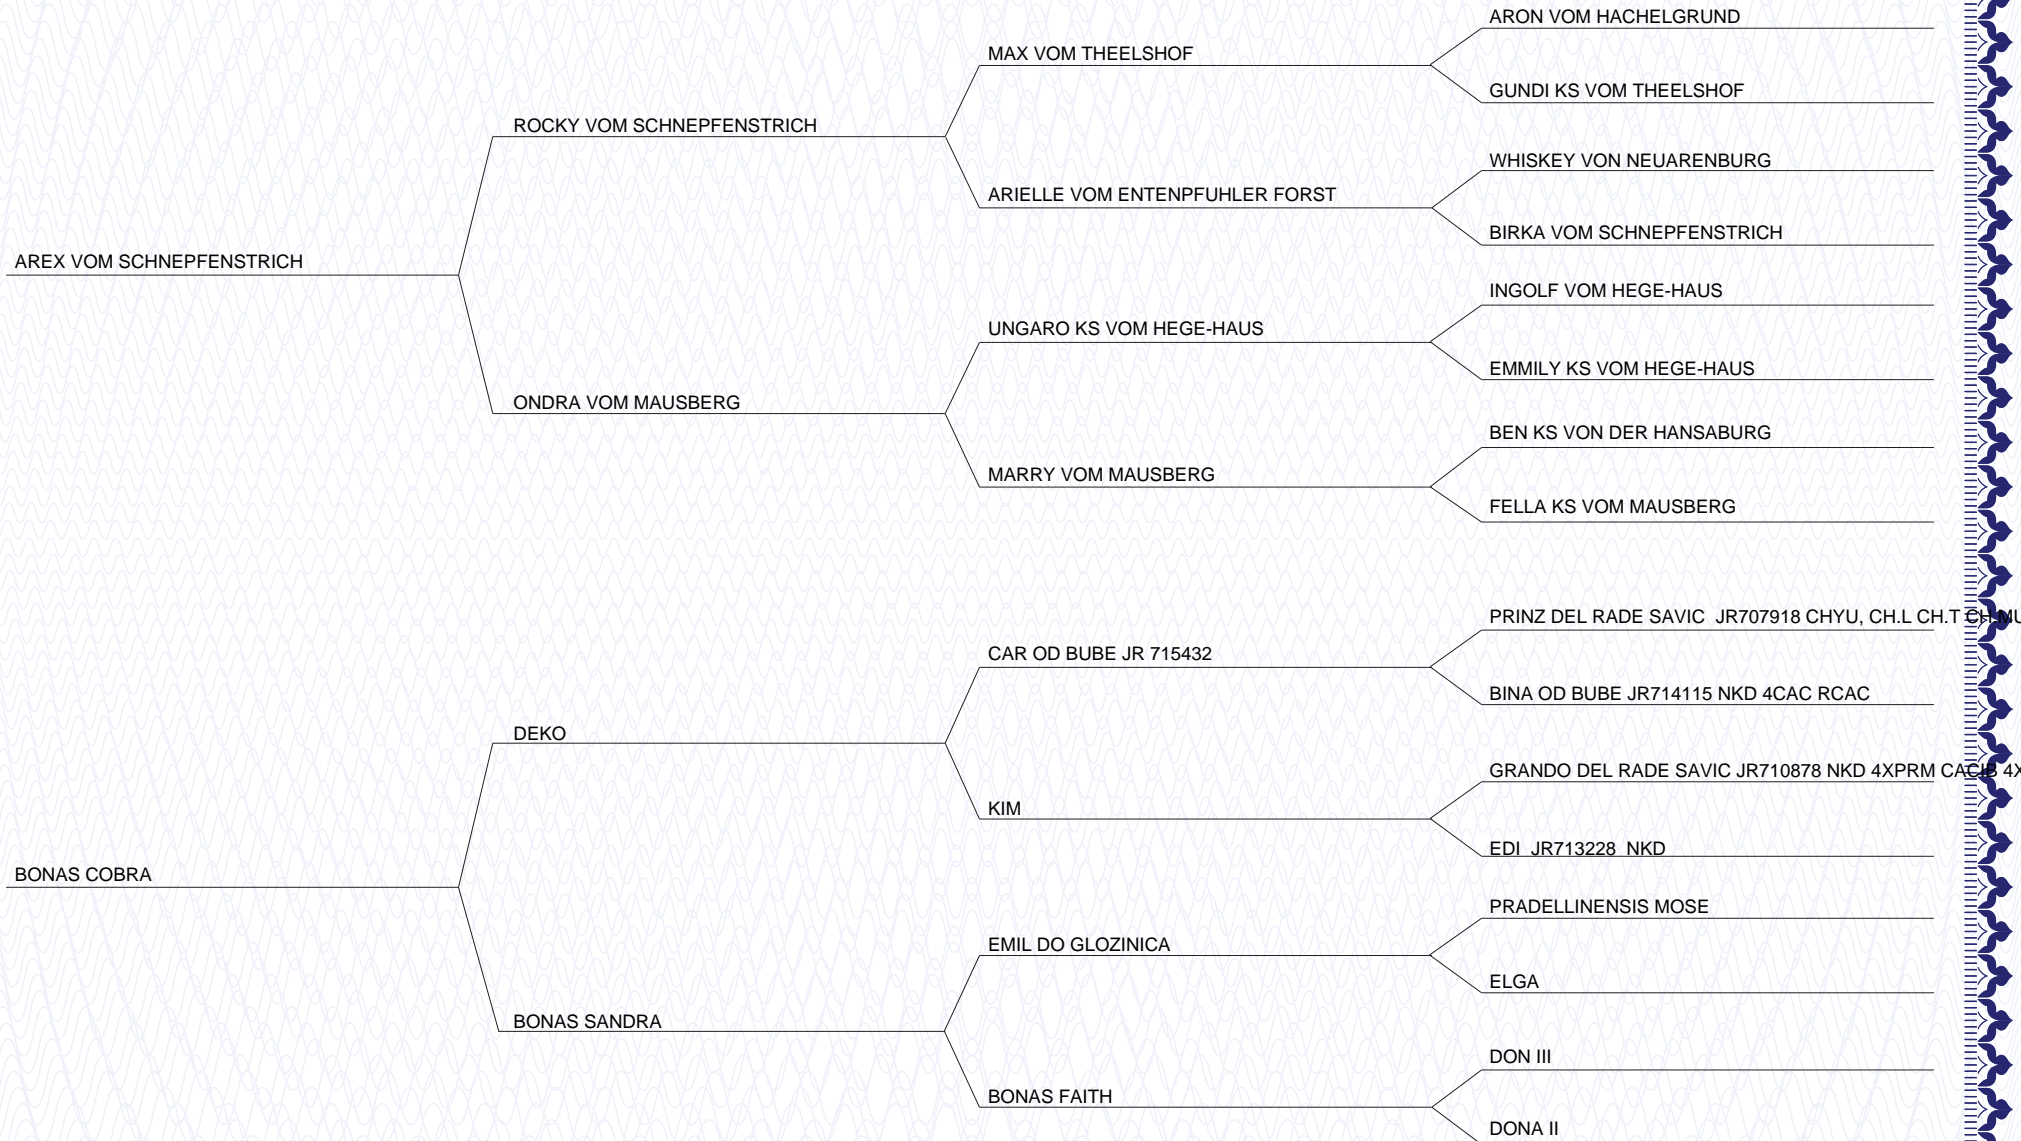 ARON VOM HACHELGRUND
MAX VOM THEELSHOF
GUNDI KS VOM THEELSHOF
ROCKY VOM SCHNEPFENSTRICH
WHISKEY VON NEUARENBURG
ARIELLE VOM ENTENPFUHLER FORST
BIRKA VOM SCHNEPFENSTRICH
AREX VOM SCHNEPFENSTRICH
INGOLF VOM HEGE-HAUS
UNGARO KS VOM HEGE-HAUS
EMMILY KS VOM HEGE-HAUS
ONDRA VOM MAUSBERG
BEN KS VON DER HANSABURG
MARRY VOM MAUSBERG
FELLA KS VOM MAUSBERG
PRINZ DEL RADE SAVIC JR707918 CHYU, CH.L CH.T CH MU
CAR OD BUBE JR 715432
BINA OD BUBE JR714115 NKD 4CAC RCAC
DEKO
GRANDO DEL RADE SAVIC JR710878 NKD 4XPRM CACIB 4X
KIM
EDI JR713228 NKD
BONAS COBRA
PRADELLINENSIS MOSE
EMIL DO GLOZINICA
ELGA
BONAS SANDRA
DON III
BONAS FAITH
DONA II